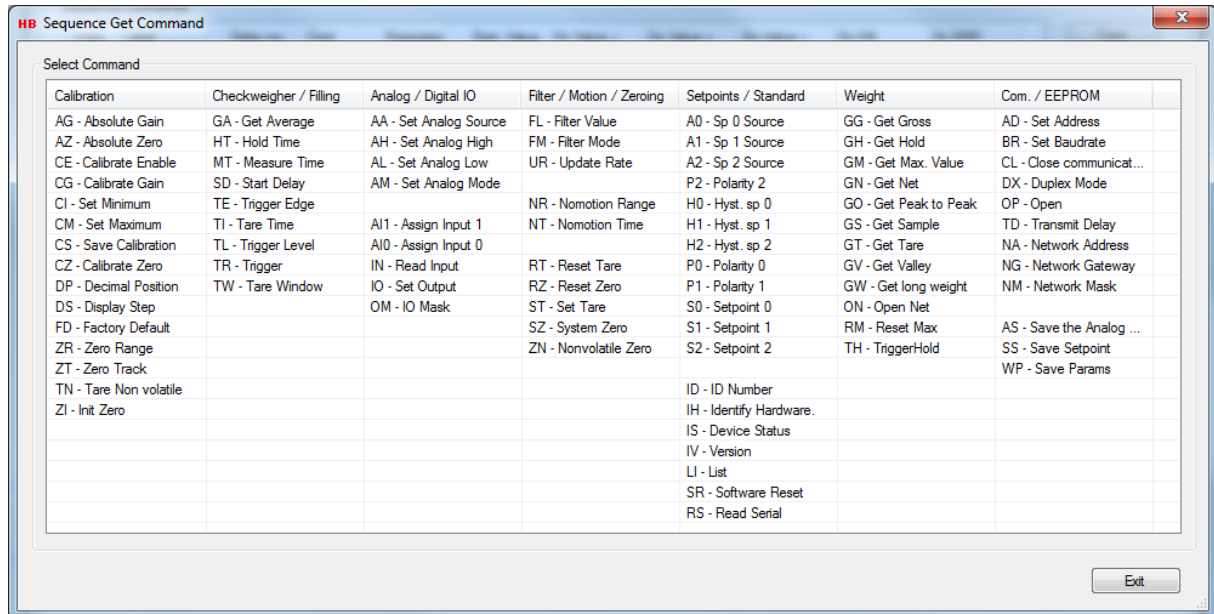 HB Sequence Get Command
Select Command
Calibration Checkweigher / Filling Analog / Digital IO Filter / Motion / Zeroing Setpoints / Standard Weight Com. / EEPROM
AG - Absolute Gain GA - Get Average AA - Set Analog Source FL - Filter Value A0 - Sp 0 Source GG - Get Gross AD - Set Address
AZ - Absolute Zero HT - Hold Time AH - Set Analog High FM - Filter Mode A1 - Sp 1 Source GH - Get Hold BR - Set Baudrate
CE - Calibrate Enable MT - Measure Time AL - Set Analog Low UR - Update Rate A2 - Sp 2 Source GM - Get Max. Value CL - Close communicat...
CG - Calibrate Gain SD - Start Delay AM - Set Analog Mode P2 - Polarity 2 GN - Get Net DX - Duplex Mode
CI - Set Minimum TE - Trigger Edge NR - Nomotion Range H0 - Hyst. sp 0 GO - Get Peak to Peak OP - Open
CM - Set Maximum TI - Tare Time AI1 - Assign Input 1 NT - Nomotion Time H1 - Hyst. sp 1 GS - Get Sample TD - Transmit Delay
CS - Save Calibration TL - Trigger Level AI0 - Assign Input 0 H2 - Hyst. sp 2 GT - Get Tare NA - Network Address
CZ - Calibrate Zero TR - Trigger IN - Read Input RT - Reset Tare P0 - Polarity 0 GV - Get Valley NG - Network Gateway
DP - Decimal Position TW - Tare Window IO - Set Output RZ - Reset Zero P1 - Polarity 1 GW - Get long weight NM - Network Mask
DS - Display Step OM - IO Mask ST - Set Tare S0 - Setpoint 0 ON - Open Net
FD - Factory Default SZ - System Zero S1 - Setpoint 1 RM - Reset Max AS - Save the Analog ...
ZR - Zero Range ZN - Nonvolatile Zero S2 - Setpoint 2 TH - TriggerHold SS - Save Setpoint
ZT - Zero Track WP - Save Params
TN - Tare Non volatile ID - ID Number
ZI - Init Zero IH - Identify Hardware.
IS - Device Status
IV - Version
LI - List
SR - Software Reset
RS - Read Serial
Exit